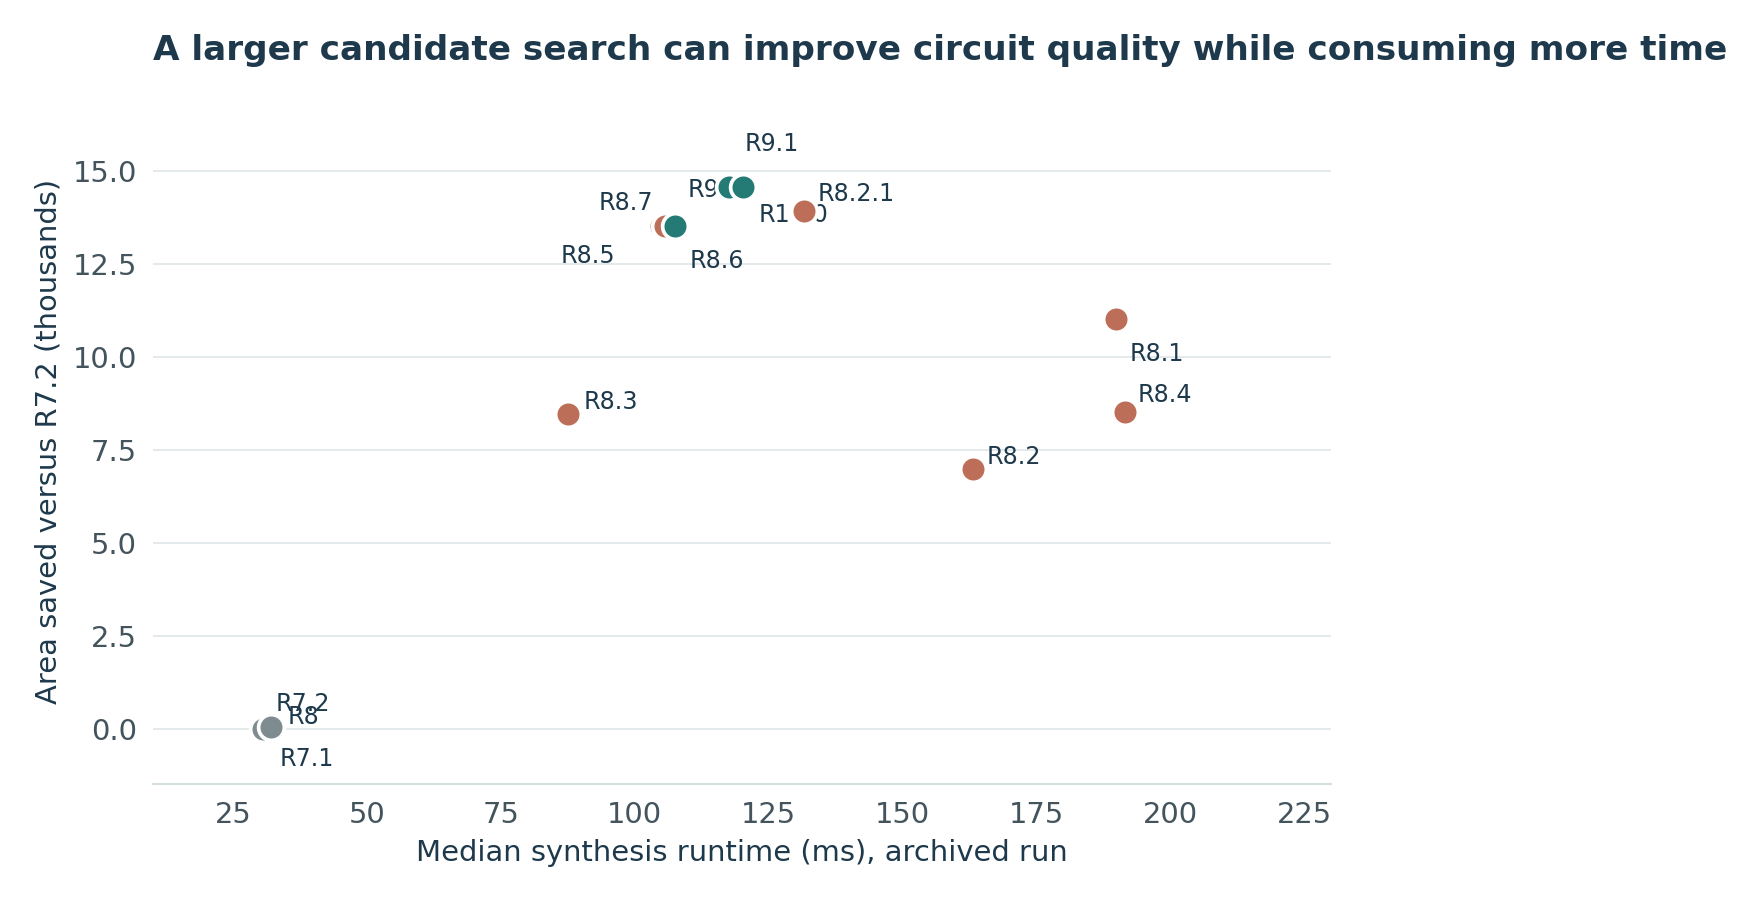 A larger candidate search can improve circuit quality while consuming more time
R9.1
15.0
R9
R8.2.1
R8.7
R1 0
R8.5
R8.6
12.5
Area saved versus R7.2 (thousands)
10.0
R8.1
R8.3
R8.4
7.5
R8.2
5.0
2.5
R7.2
R8
0.0
R7.1
25 50 75 100 125 150 175 200 225
Median synthesis runtime (ms), archived run